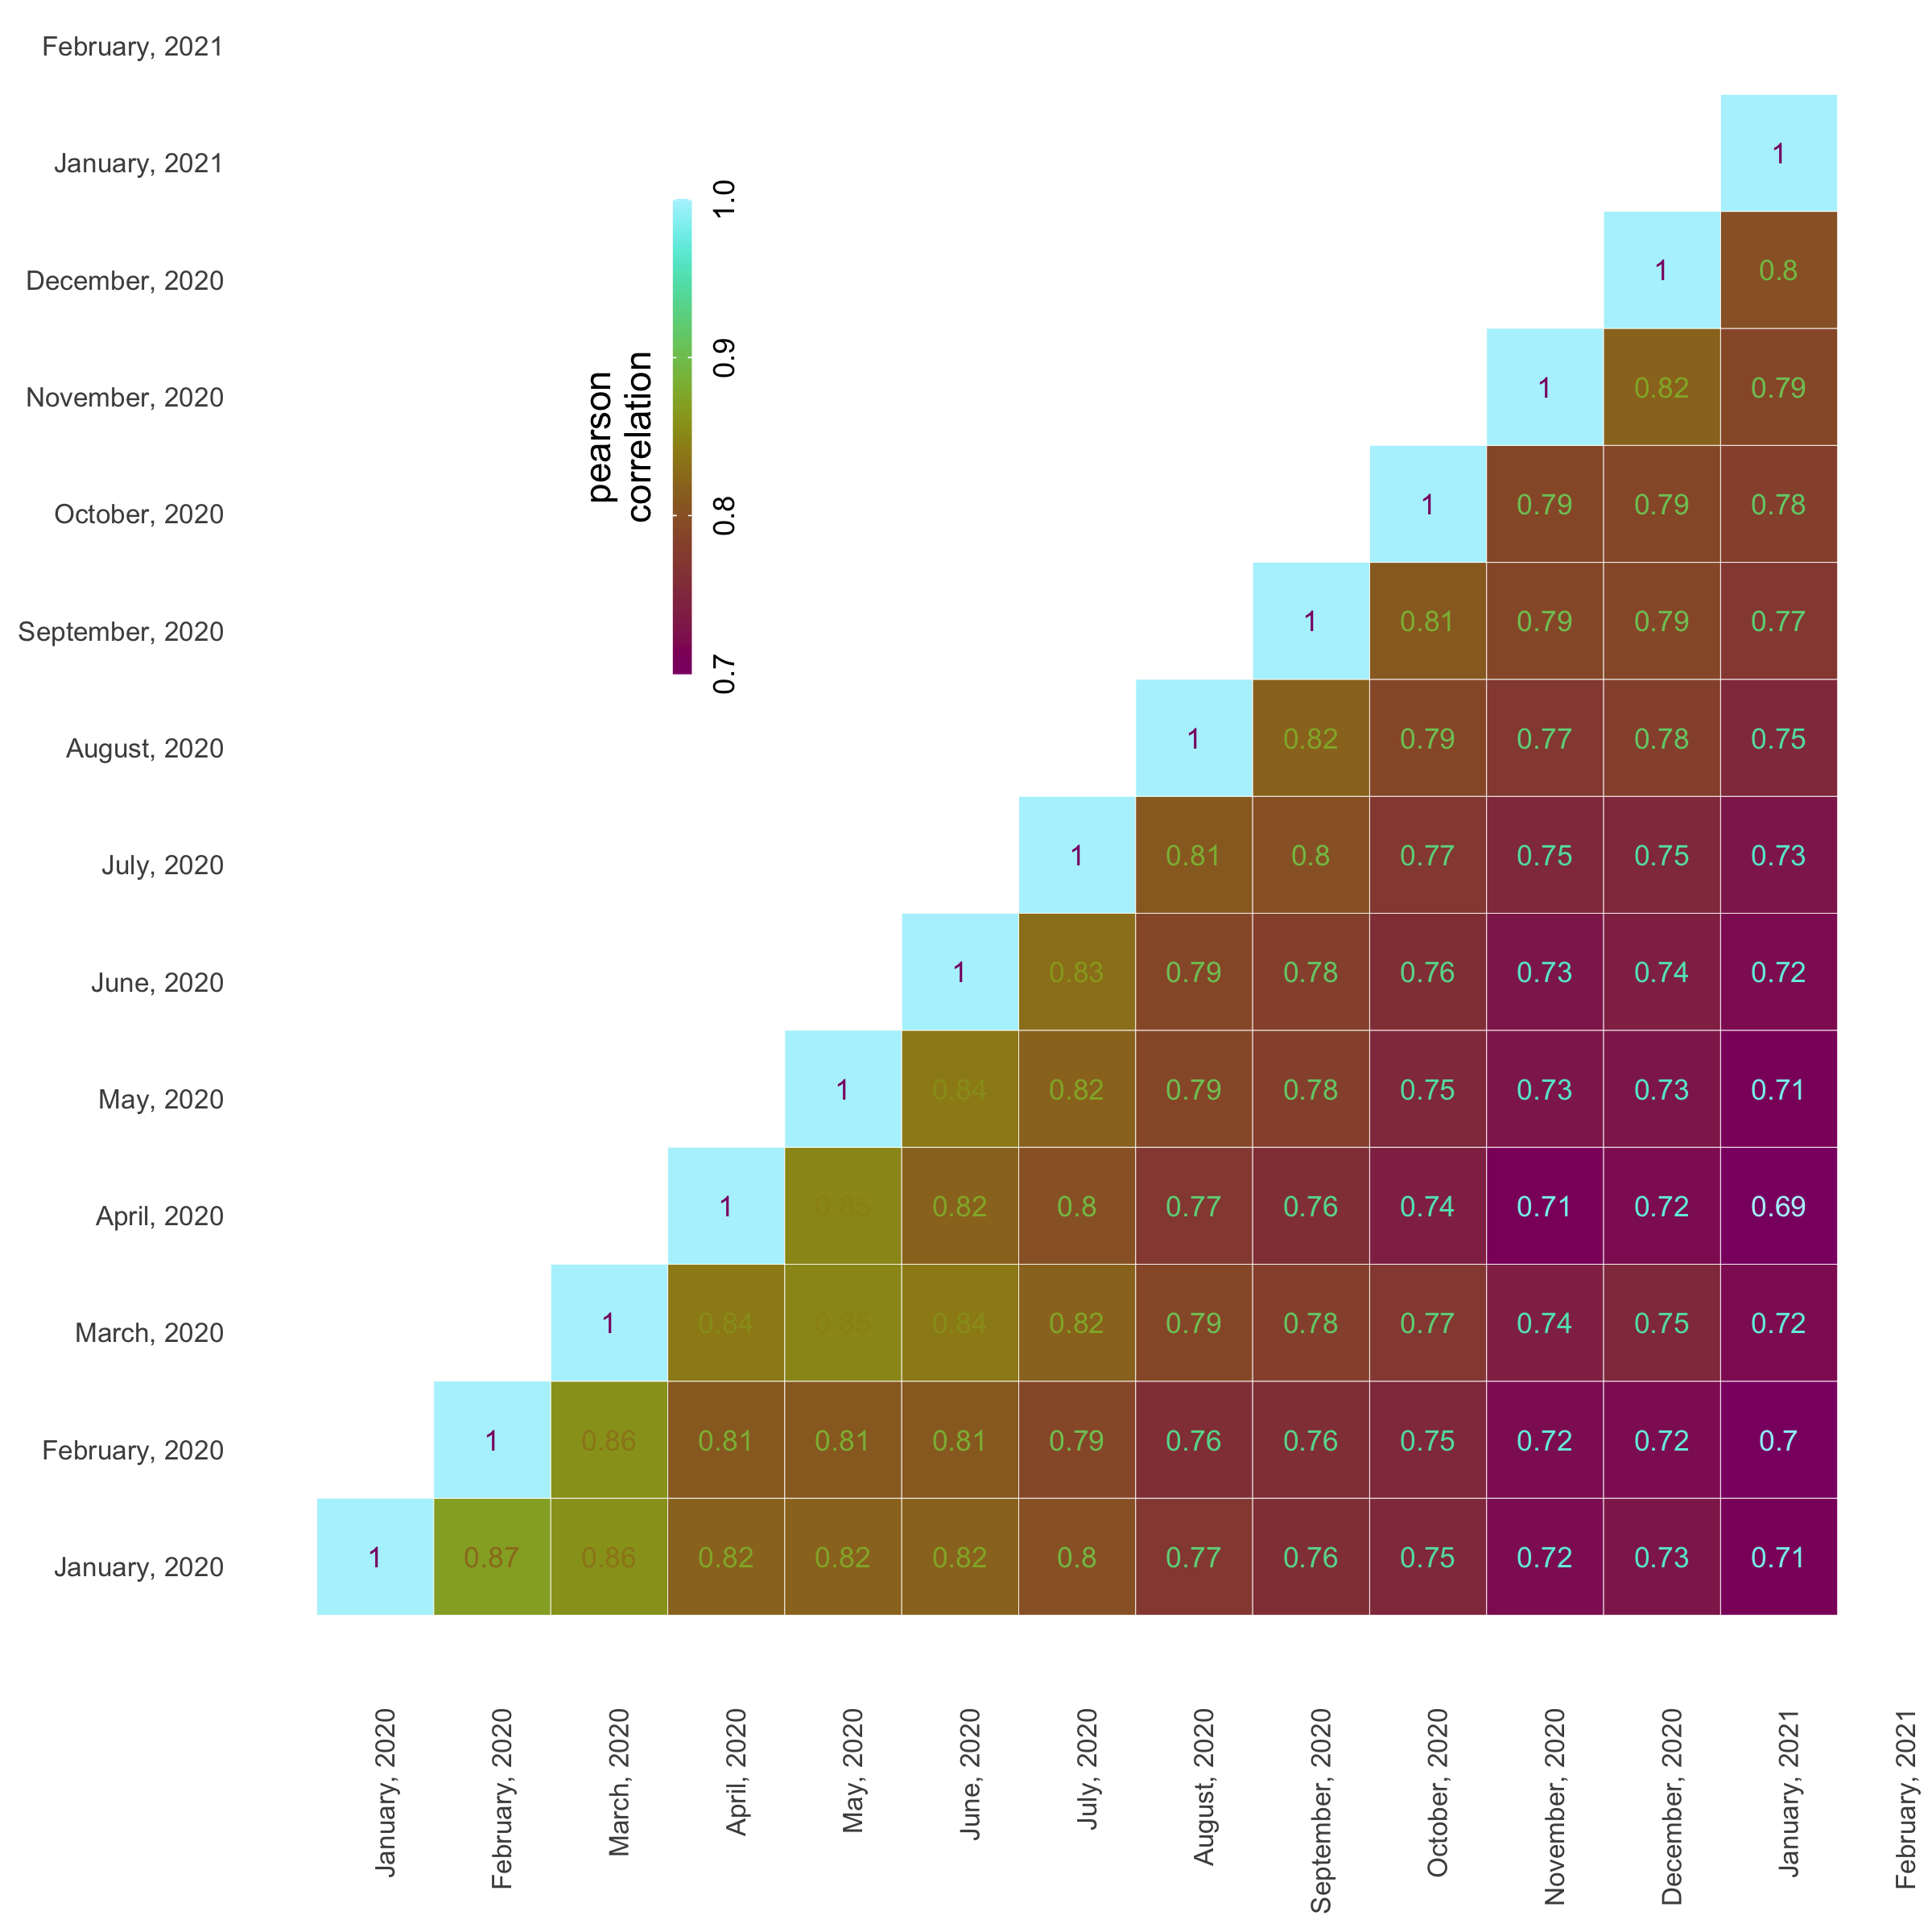 February, 2021
January, 2021 1
December, 2020 1 0.8
November, 2020 1 0.82 0.79
October, 2020 1 0.79 0.79 0.78
September, 2020 1 0.81 0.79 0.79 0.77
August, 2020 1 0.82 0.79 0.77 0.78 0.75
July, 2020 1 0.81 0.8 0.77 0.75 0.75 0.73
June, 2020 1 0.83 0.79 0.78 0.76 0.73 0.74 0.72
May, 2020 1 0.84 0.82 0.79 0.78 0.75 0.73 0.73 0.71
April, 2020 1 0.85 0.82 0.8 0.77 0.76 0.74 0.71 0.72 0.69
March, 2020 1 0.84 0.85 0.84 0.82 0.79 0.78 0.77 0.74 0.75 0.72
February, 2020 1 0.86 0.81 0.81 0.81 0.79 0.76 0.76 0.75 0.72 0.72 0.7
January, 2020 1 0.87 0.86 0.82 0.82 0.82 0.8 0.77 0.76 0.75 0.72 0.73 0.71
pearson
correlation
0.7
0.8
0.9
1.0
January, 2020
February, 2020
March, 2020
April, 2020
May, 2020
June, 2020
July, 2020
August, 2020
September, 2020
October, 2020
November, 2020
December, 2020
January, 2021
February, 2021